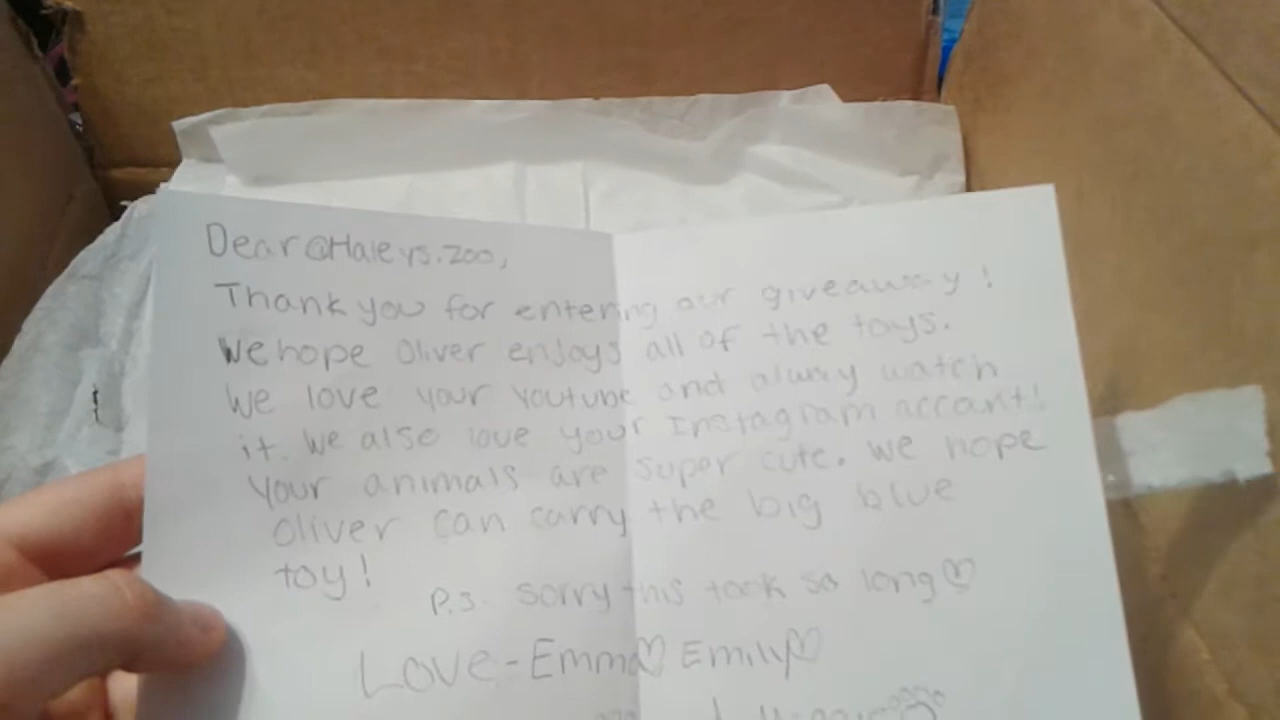 Dear @Haleys.zoo,
Thank you for entering our giveaway!
We hope Oliver enjoys all of the toys.
We love your Youtube and alway watch
it. We also love your Instagram accant!!
Your animals are super cute. We hope
Oliver can carry the big blue
toy!
P.S. sorry this took so long
Love - Emma Emily